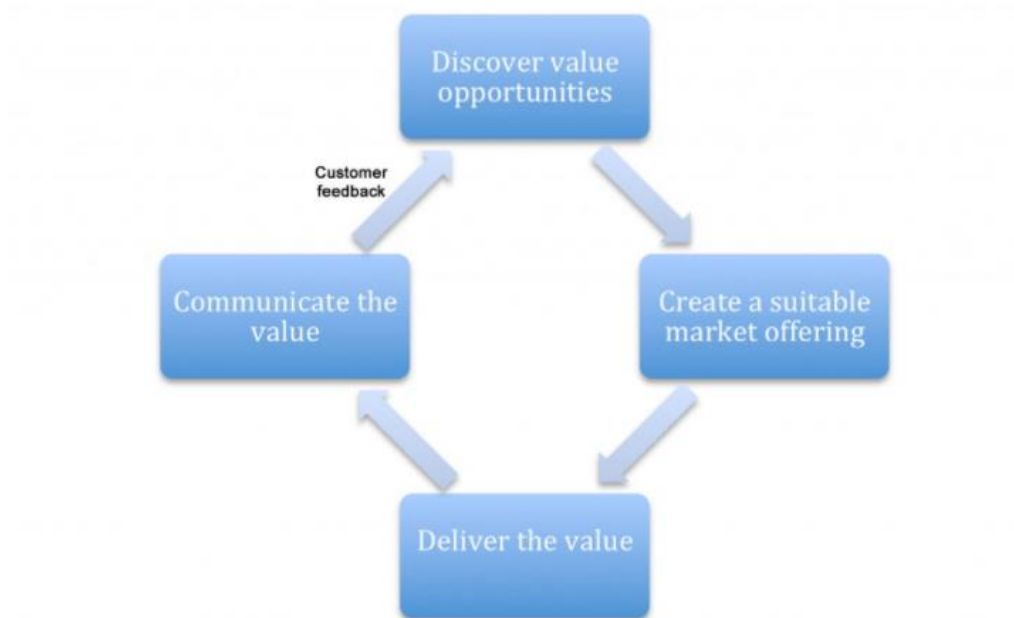 Discover value
opportunities
Customer
feedback
Communicate the
value
Create a suitable
market offering
Deliver the value